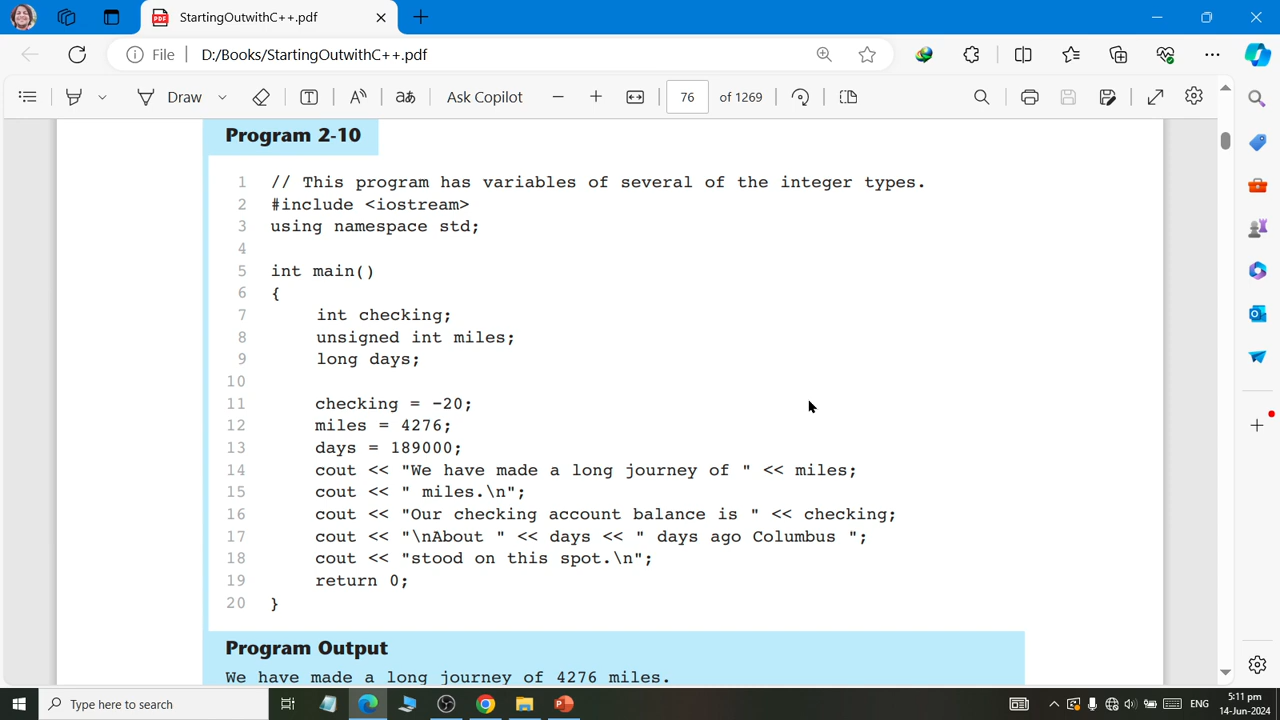 StartingOutwithC++.pdf
File | D:/Books/StartingOutwithC++.pdf
Draw
aあ
Ask Copilot
76 of 1269
Program 2-10
1 // This program has variables of several of the integer types.
2 #include <iostream>
3 using namespace std;
4
5 int main()
6 {
7 int checking;
8 unsigned int miles;
9 long days;
10
11 checking = -20;
12 miles = 4276;
13 days = 189000;
14 cout << "We have made a long journey of " << miles;
15 cout << " miles.\n";
16 cout << "Our checking account balance is " << checking;
17 cout << "\nAbout " << days << " days ago Columbus ";
18 cout << "stood on this spot.\n";
19 return 0;
20 }
Program Output
We have made a long journey of 4276 miles.
Type here to search
ENG
5:11 pm
14-Jun-2024